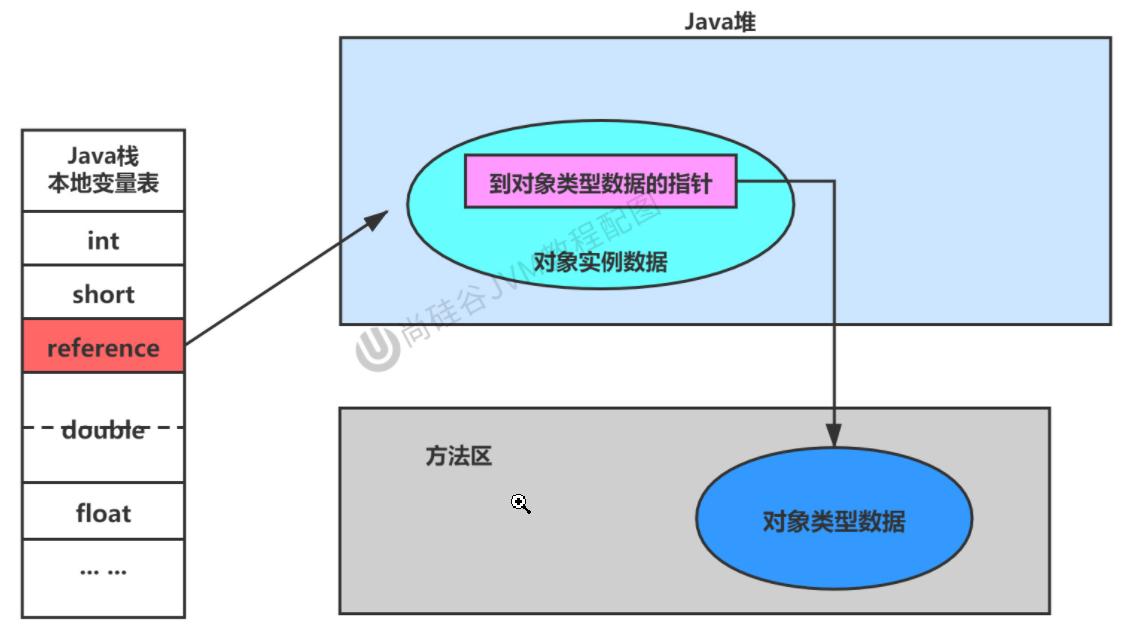 Java堆
Java栈
本地变量表
int
short
reference
double
float
... ...
到对象类型数据的指针
对象实例数据
尚硅谷JVM教程配图
方法区
对象类型数据